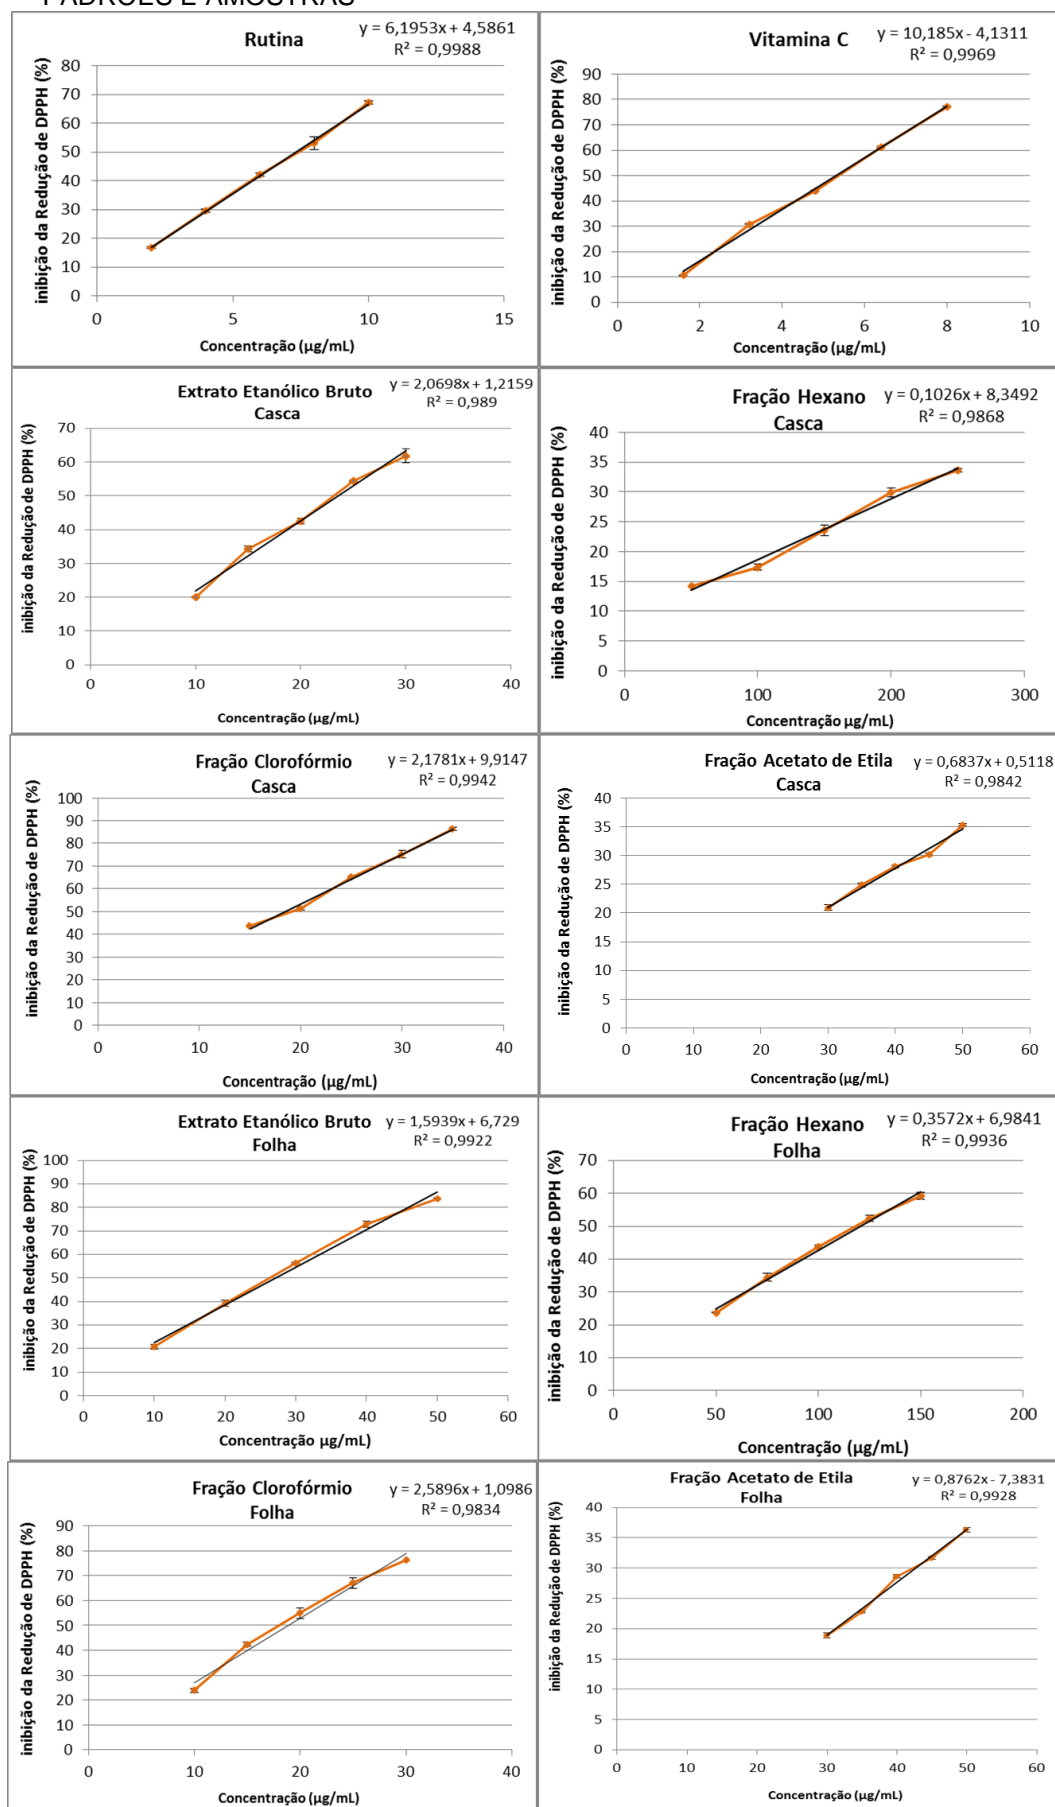 PADRÕES E AMOSTRAS
Rutina
y = 6,1953x + 4,5861
R² = 0,9988
inibição da Redução de DPPH (%)
80
70
60
50
40
30
20
10
0
0 5 10 15
Concentração (µg/mL)
Vitamina C
y = 10,185x - 4,1311
R² = 0,9969
inibição da Redução de DPPH (%)
90
80
70
60
50
40
30
20
10
0
0 2 4 6 8 10
Concentração (µg/mL)
Extrato Etanólico Bruto
Casca
y = 2,0698x + 1,2159
R² = 0,989
inibição da Redução de DPPH (%)
70
60
50
40
30
20
10
0
0 10 20 30 40
Concentração (µg/mL)
Fração Hexano
Casca
y = 0,1026x + 8,3492
R² = 0,9868
inibição da Redução de DPPH (%)
40
35
30
25
20
15
10
5
0
0 100 200 300
Concentração µg/mL)
Fração Clorofórmio
Casca
y = 2,1781x + 9,9147
R² = 0,9942
inibição da Redução de DPPH (%)
100
90
80
70
60
50
40
30
20
10
0
0 10 20 30 40
Concentração (µg/mL)
Fração Acetato de Etila
Casca
y = 0,6837x + 0,5118
R² = 0,9842
inibição da Redução de DPPH (%)
40
35
30
25
20
15
10
5
0
0 10 20 30 40 50 60
Concentração (µg/mL)
Extrato Etanólico Bruto
Folha
y = 1,5939x + 6,729
R² = 0,9922
inibição da Redução de DPPH (%)
100
90
80
70
60
50
40
30
20
10
0
0 10 20 30 40 50 60
Concentração µg/mL)
Fração Hexano
Folha
y = 0,3572x + 6,9841
R² = 0,9936
inibição da Redução de DPPH (%)
70
60
50
40
30
20
10
0
0 50 100 150 200
Concentração (µg/mL)
Fração Clorofórmio
Folha
y = 2,5896x + 1,0986
R² = 0,9834
inibição da Redução de DPPH (%)
90
80
70
60
50
40
30
20
10
0
0 10 20 30 40
Concentração (µg/mL)
Fração Acetato de Etila
Folha
y = 0,8762x - 7,3831
R² = 0,9928
inibição da Redução de DPPH (%)
40
35
30
25
20
15
10
5
0
0 10 20 30 40 50 60
Concentração (µg/mL)